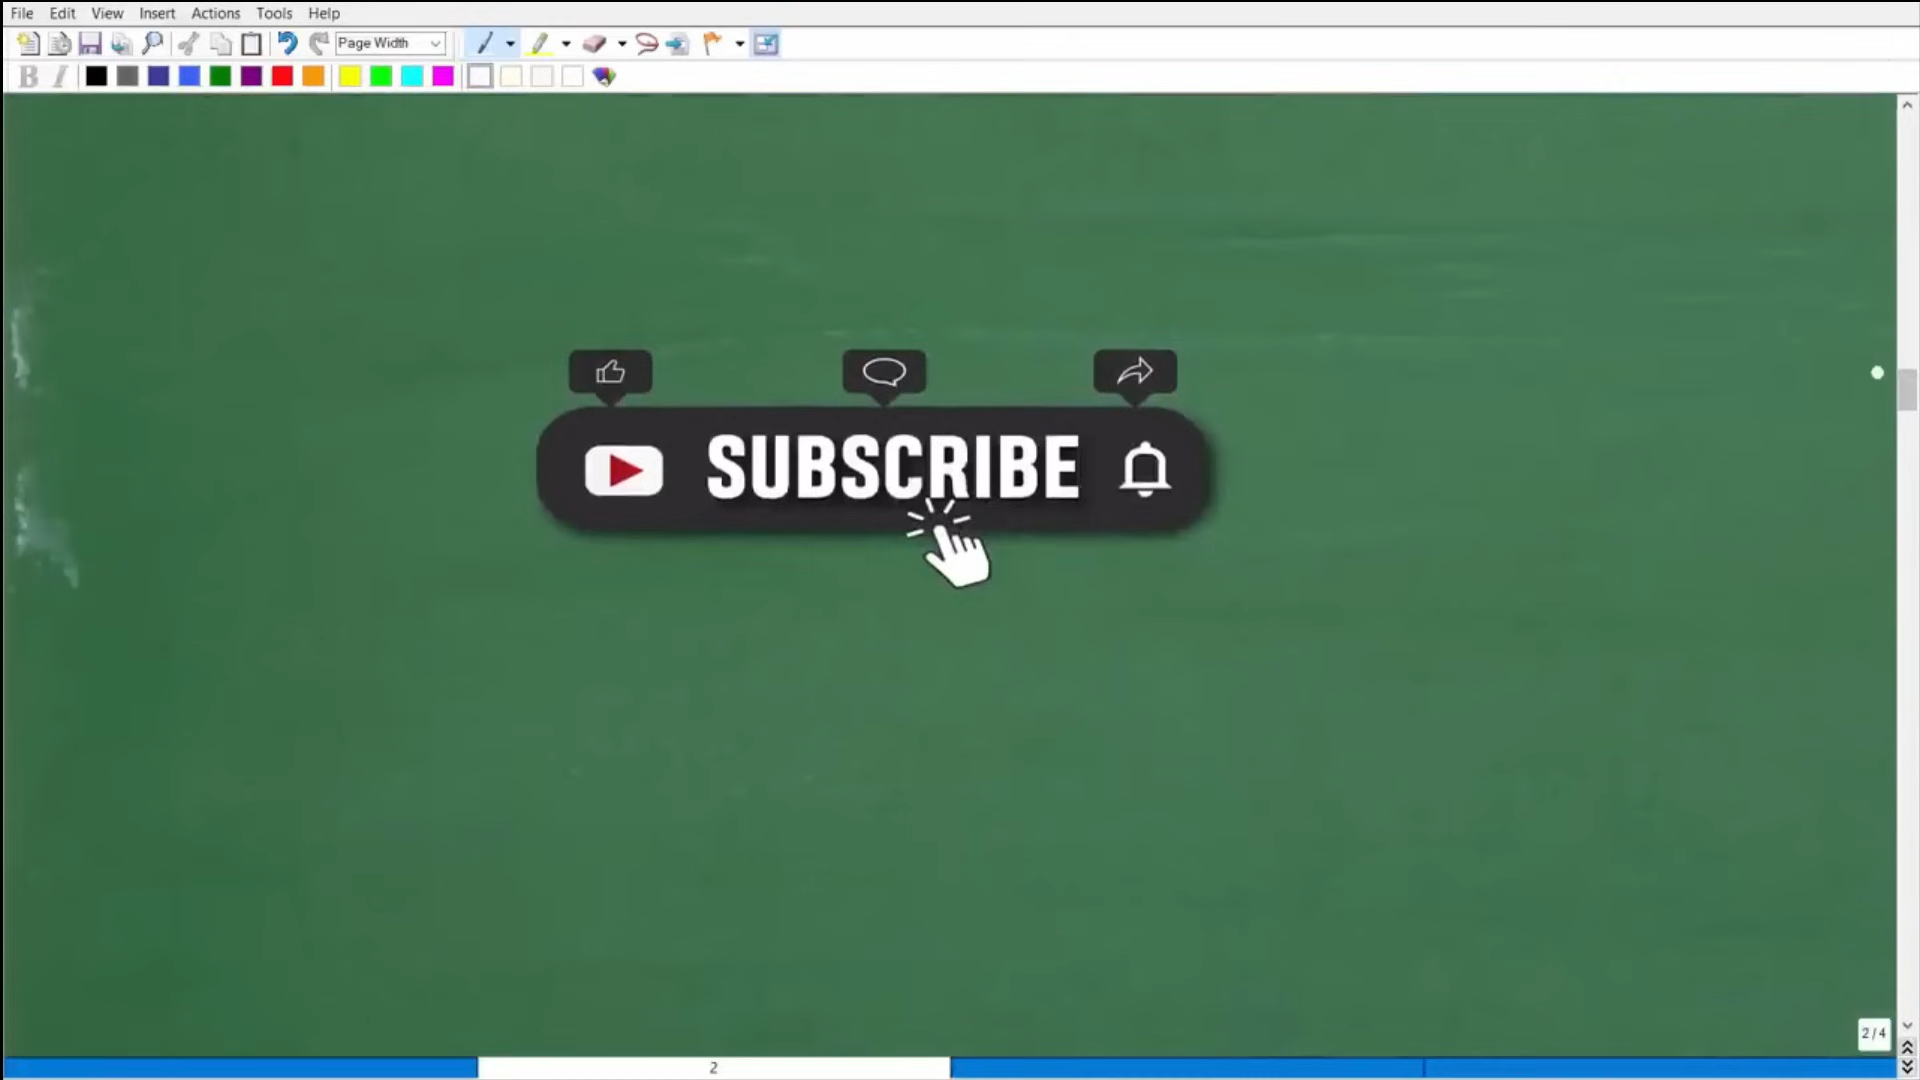 File Edit View Insert Actions Tools Help
Page Width
B I
SUBSCRIBE
2/4
2